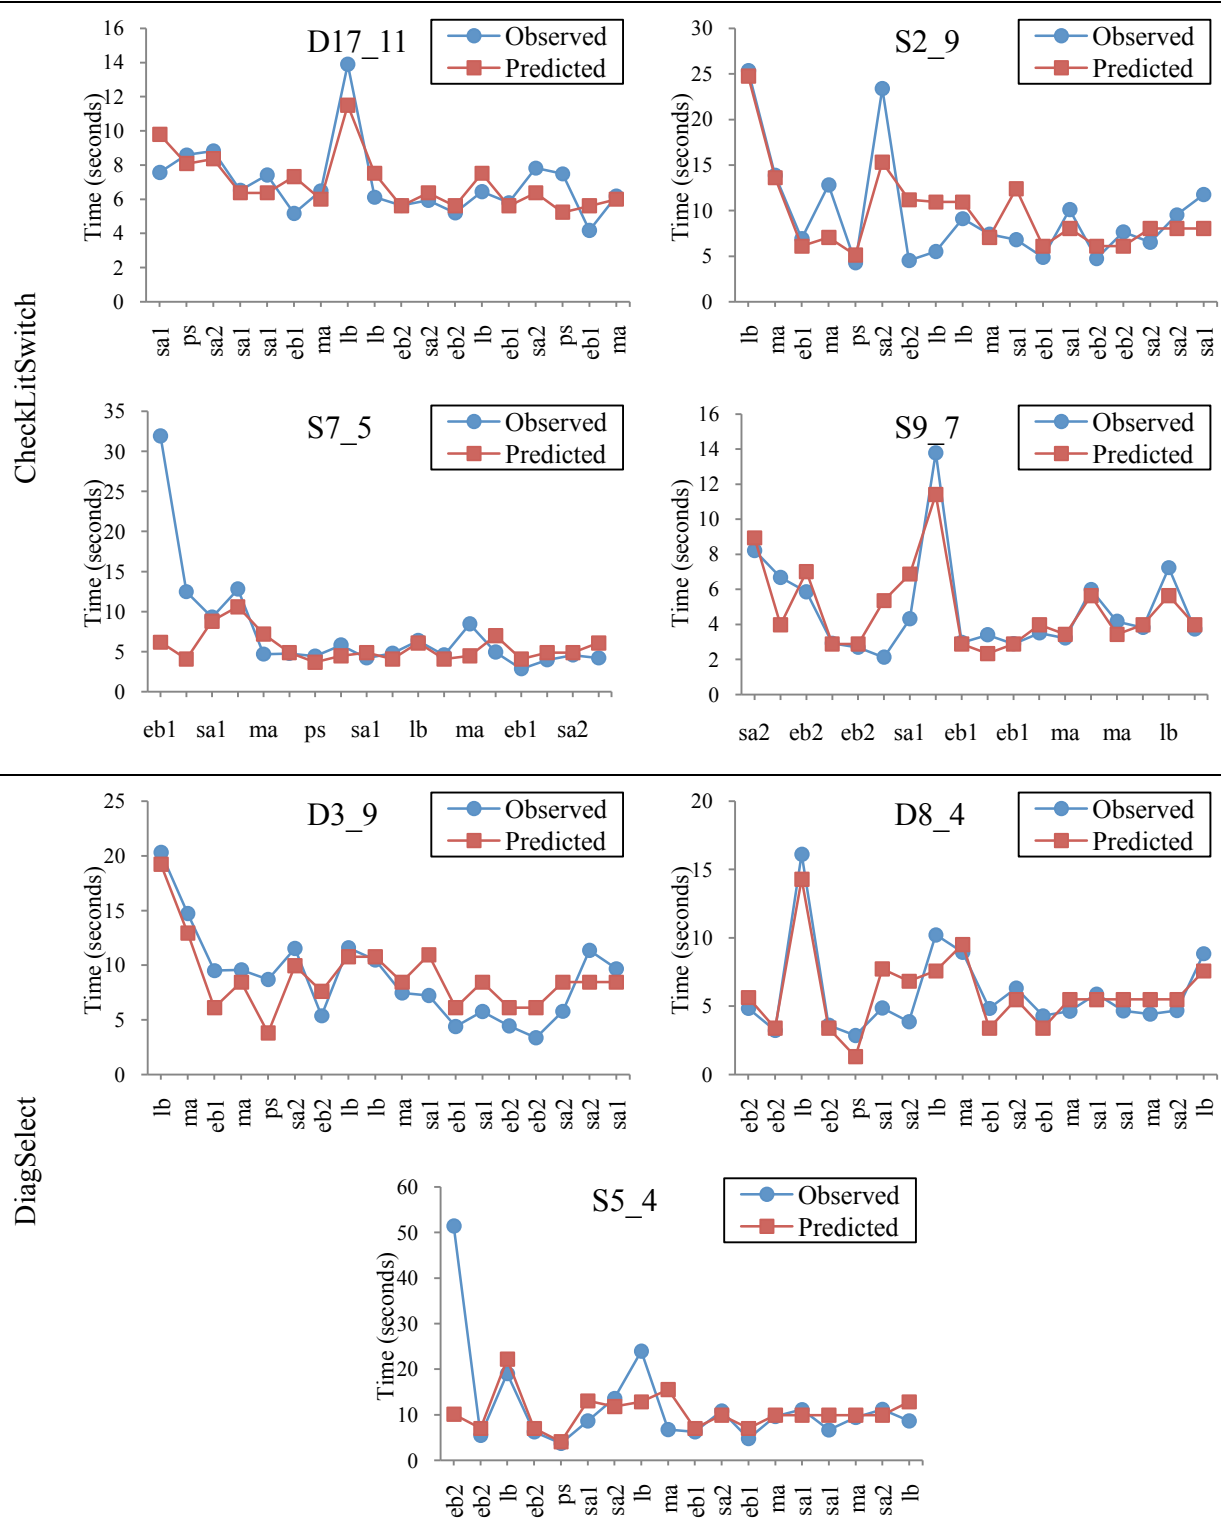 CheckLitSwitch
D17_11
Observed
Predicted
Time (seconds)
16
14
12
10
8
6
4
2
0
sa1 ps sa2 sa1 sa1 eb1 ma lb lb eb2 sa2 eb2 lb eb1 sa2 ps eb1 ma
S2_9
Observed
Predicted
Time (seconds)
30
25
20
15
10
5
0
lb ma eb1 ma ps sa2 eb2 lb lb ma sa1 eb1 sa1 eb2 eb2 sa2 sa2 sa1
S7_5
Observed
Predicted
Time (seconds)
35
30
25
20
15
10
5
0
eb1 sa1 ma ps sa1 lb ma eb1 sa2
S9_7
Observed
Predicted
Time (seconds)
16
14
12
10
8
6
4
2
0
sa2 eb2 eb2 sa1 eb1 eb1 ma ma lb
DiagSelect
D3_9
Observed
Predicted
Time (seconds)
25
20
15
10
5
0
lb ma eb1 ma ps sa2 eb2 lb lb ma sa1 eb1 sa1 eb2 eb2 sa2 sa2 sa1
D8_4
Observed
Predicted
Time (seconds)
20
15
10
5
0
eb2 eb2 lb eb2 ps sa1 sa2 lb ma eb1 sa2 eb1 ma sa1 sa1 ma sa2 lb
S5_4
Observed
Predicted
Time (seconds)
60
50
40
30
20
10
0
eb2 eb2 lb eb2 ps sa1 sa2 lb ma eb1 sa2 eb1 ma sa1 sa1 ma sa2 lb